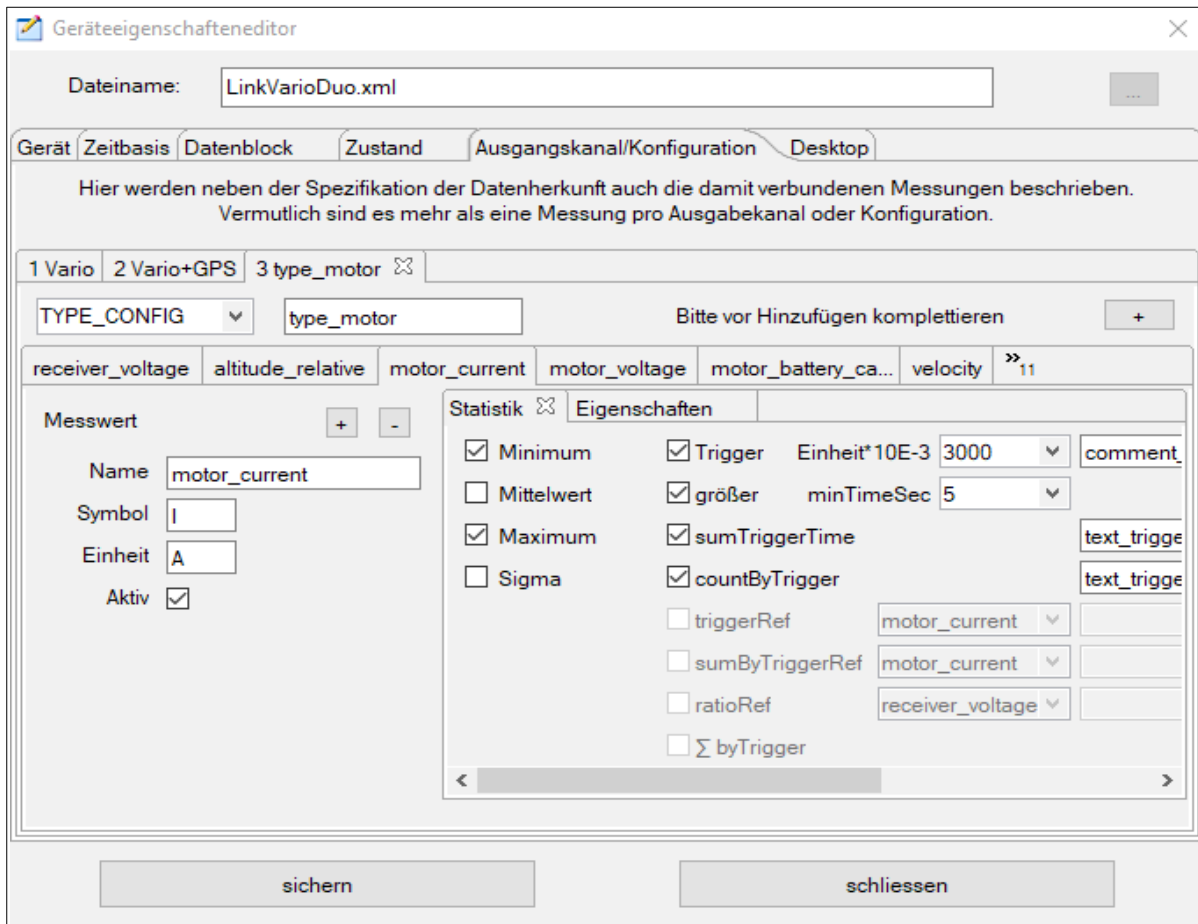 Geräteeigenschafteneditor
Dateiname: LinkVarioDuo.xml ...
Gerät Zeitbasis Datenblock Zustand Ausgangskanal/Konfiguration Desktop
Hier werden neben der Spezifikation der Datenherkunft auch die damit verbundenen Messungen beschrieben.
Vermutlich sind es mehr als eine Messung pro Ausgabekanal oder Konfiguration.
1 Vario 2 Vario+GPS 3 type_motor
TYPE_CONFIG type_motor Bitte vor Hinzufügen komplettieren +
receiver_voltage altitude_relative motor_current motor_voltage motor_battery_ca... velocity »11
Messwert + -
Name motor_current
Symbol I
Einheit A
Aktiv
Statistik Eigenschaften
Minimum Trigger Einheit*10E-3 3000 comment_
Mittelwert größer minTimeSec 5
Maximum sumTriggerTime text_trigge
Sigma countByTrigger text_trigge
triggerRef motor_current
sumByTriggerRef motor_current
ratioRef receiver_voltage
∑ byTrigger
sichern schliessen